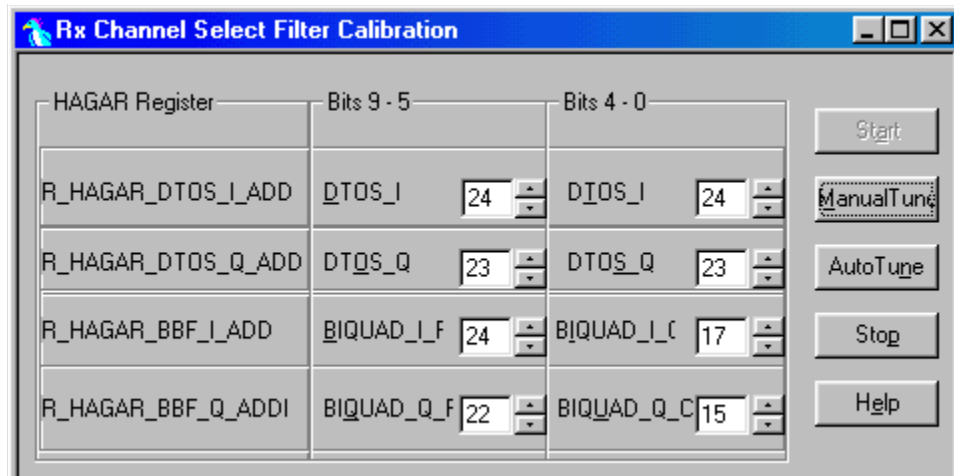 Rx Channel Select Filter Calibration
HAGAR Register Bits 9 - 5 Bits 4 - 0
Start
R_HAGAR_DTOS_I_ADD DTOS_I 24 DTOS_I 24
ManualTune
R_HAGAR_DTOS_Q_ADD DTOS_Q 23 DTOS_Q 23
AutoTune
R_HAGAR_BBF_I_ADD BIQUAD_I_F 24 BIQUAD_I_( 17
Stop
R_HAGAR_BBF_Q_ADDI BIQUAD_Q_F 22 BIQUAD_Q_C 15
Help